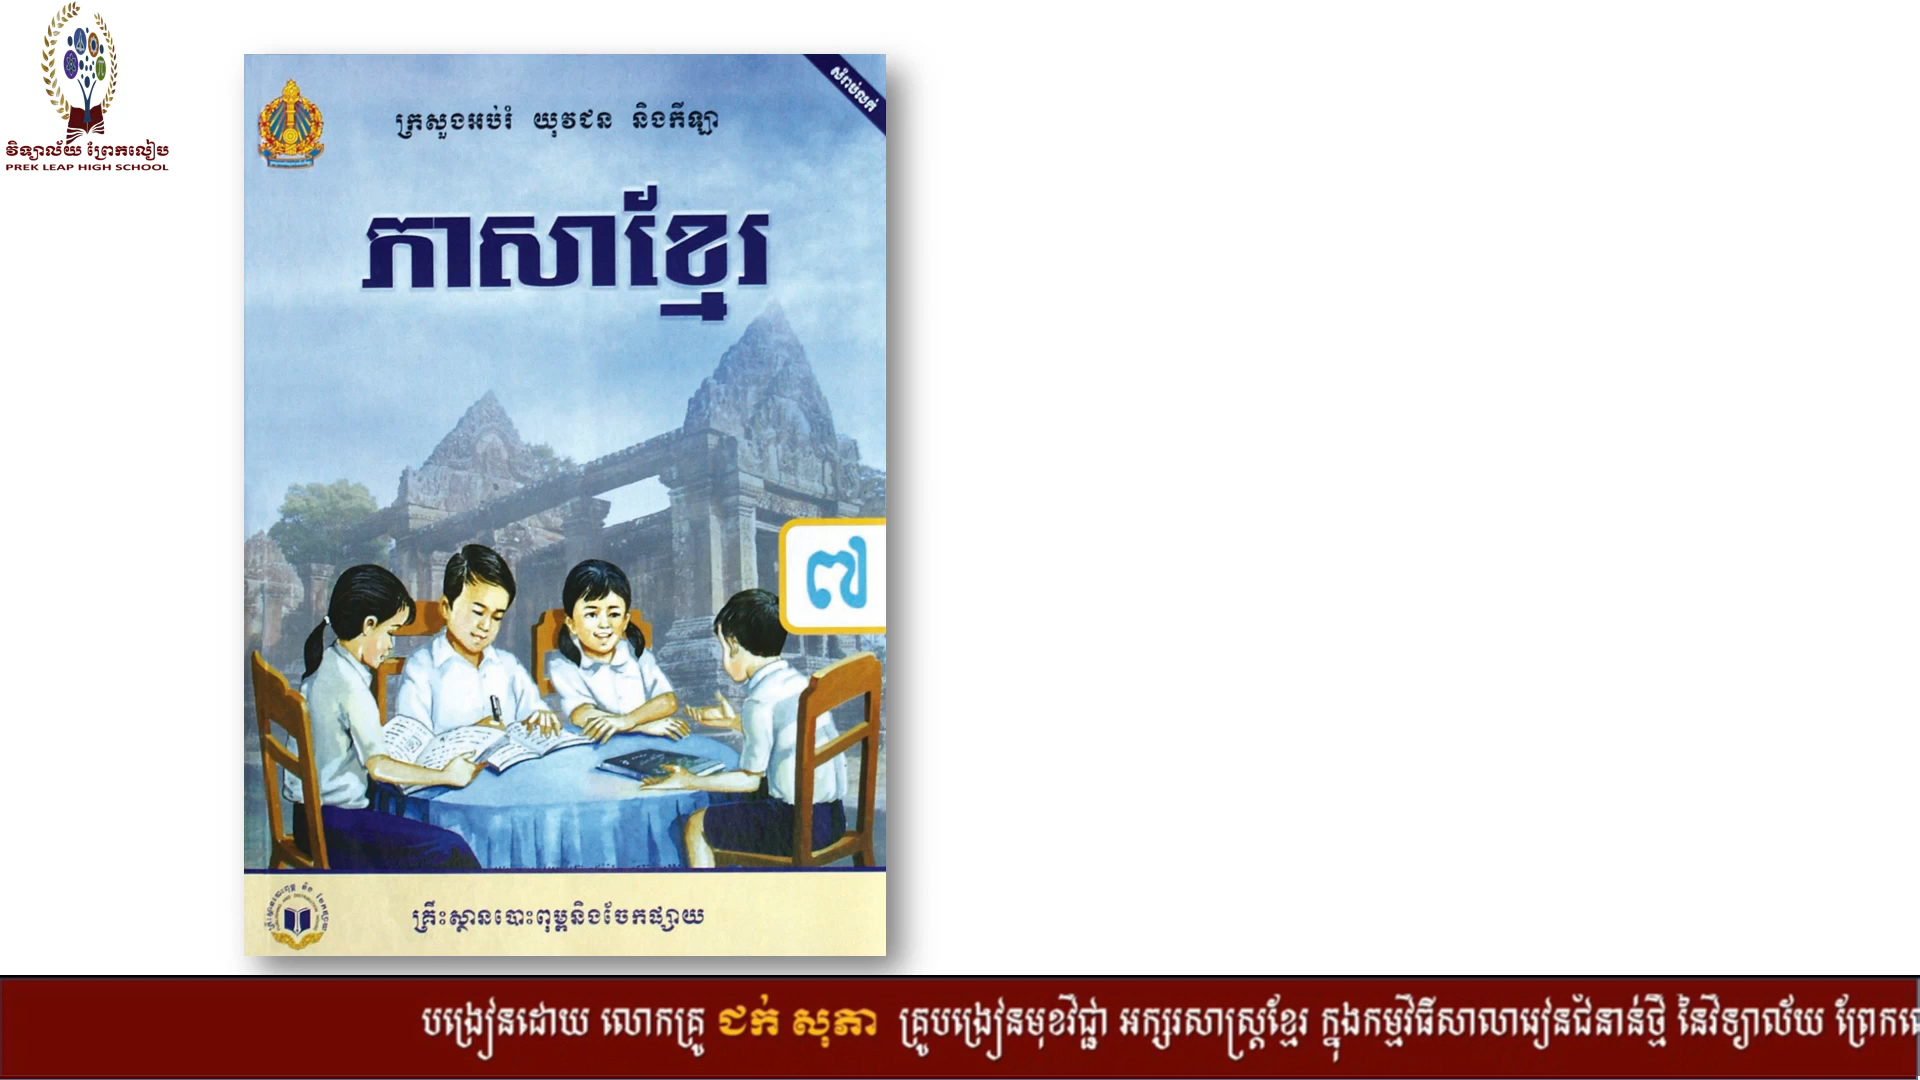 វិទ្យាល័យ ព្រែកលៀប
PREK LEAP HIGH SCHOOL
សំរាប់លក់
ក្រសួងអប់រំ យុវជន និងកីឡា
ភាសាខ្មែរ
៧
គ្រឹះស្ថានបោះពុម្ពនិងចែកផ្សាយ
បង្រៀនដោយ លោកគ្រូ ជក់ សុភា គ្រូបង្រៀនមុខវិជ្ជា អក្សរសាស្ត្រខ្មែរ ក្នុងកម្មវិធីសាលារៀនជំនាន់ថ្មី នៃវិទ្យាល័យ